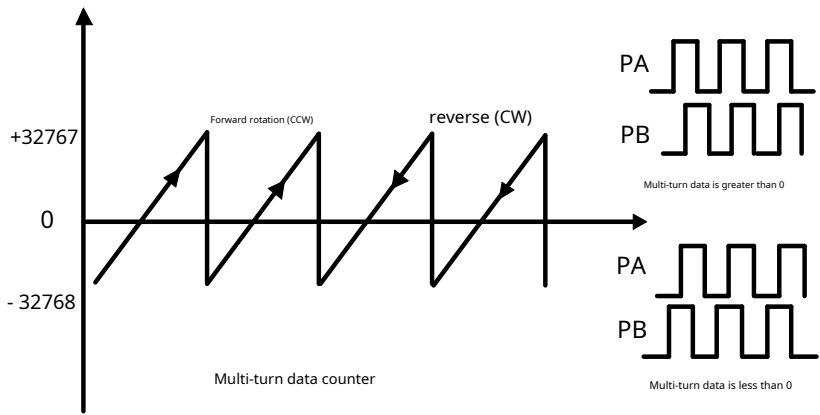 +32767
Forward rotation (CCW)
reverse (CW)
0
- 32768
Multi-turn data counter
PA
PB
Multi-turn data is greater than 0
PA
PB
Multi-turn data is less than 0